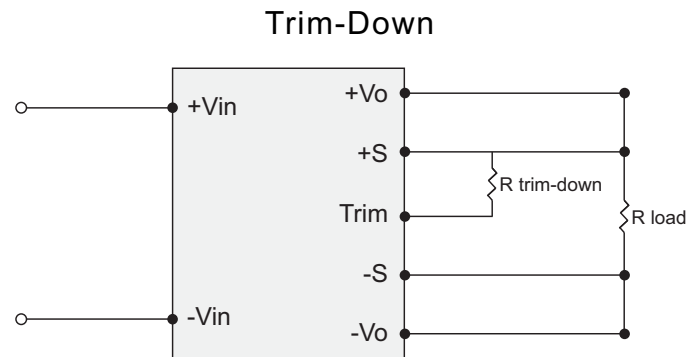 Trim-Down
+Vin
-Vin
+Vo
+S
Trim
-S
-Vo
R trim-down
R load